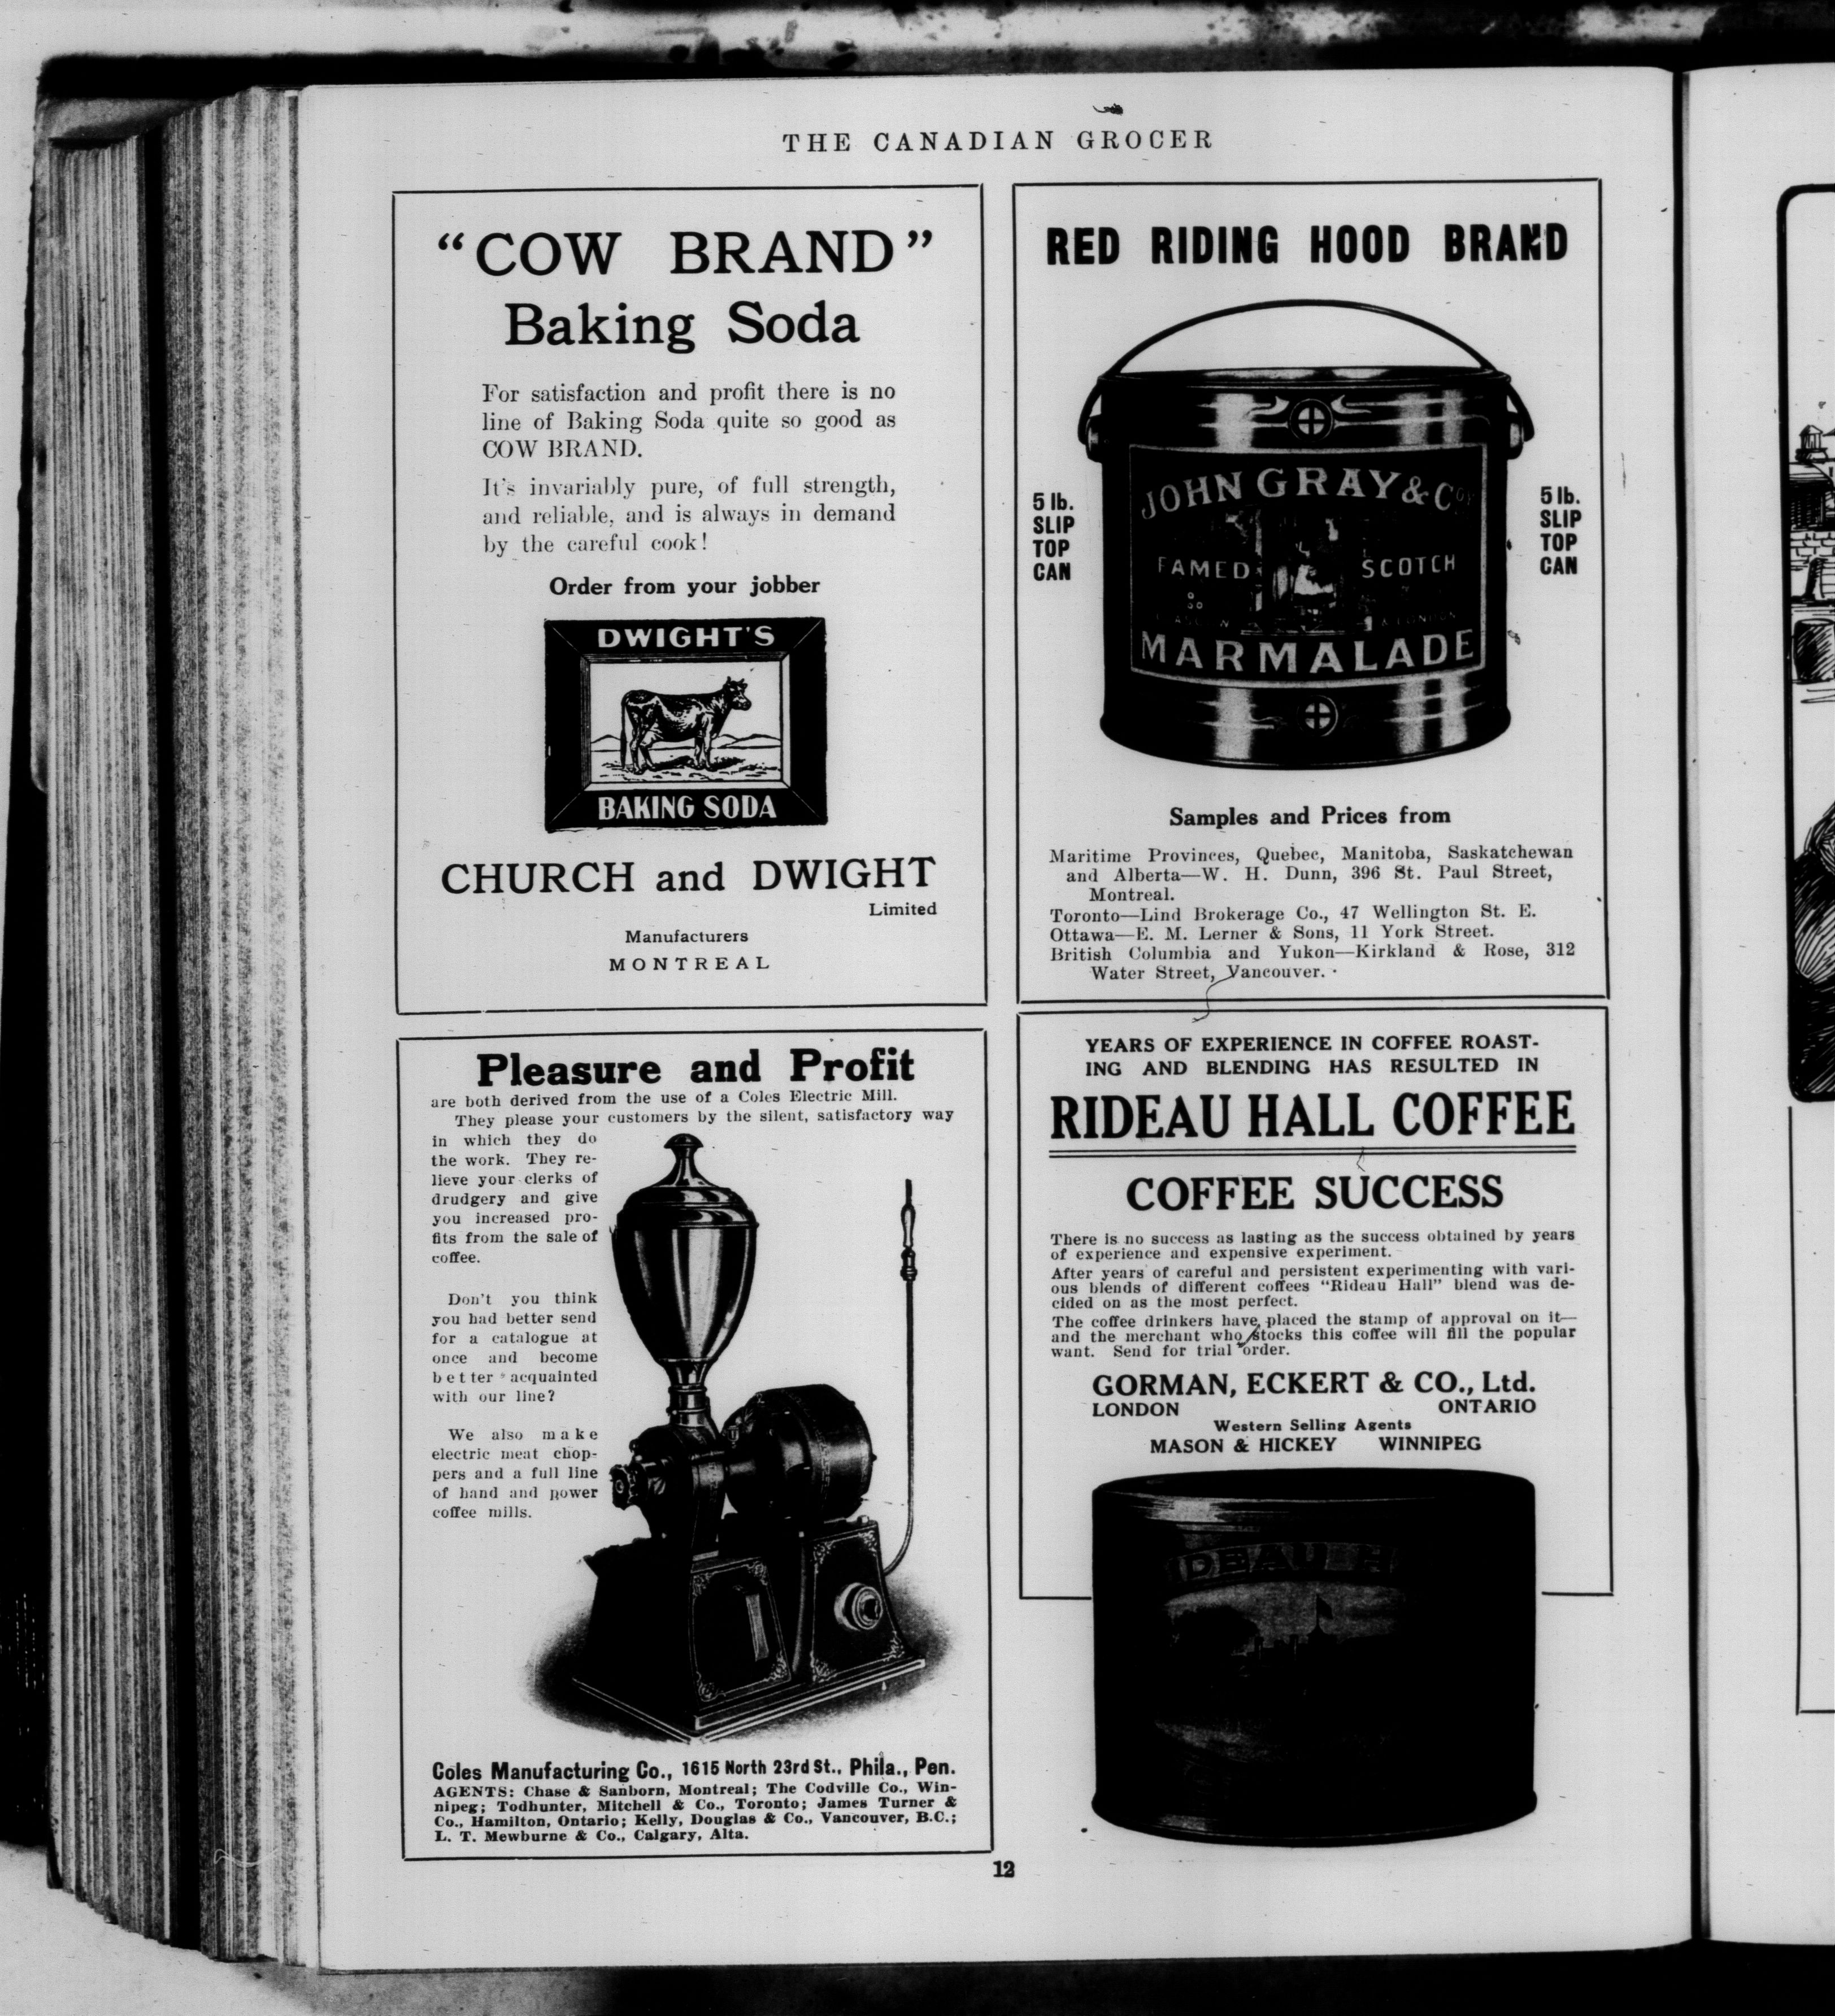 THE CANADIAN GROCER
“COW BRAND”
Baking Soda
For satisfaction and profit there is no
line of Baking Soda quite so good as
COW BRAND.
It's invariably pure, of full strength,
and reliable, and is always in demand
by the careful cook!
Order from your jobber
DWIGHT'S
BAKING SODA
CHURCH and DWIGHT
Limited
Manufacturers
MONTREAL
RED RIDING HOOD BRAND
5 lb.
SLIP
TOP
CAN
JOHN GRAY & Co
FAMED SCOTCH
MARMALADE
5 lb.
SLIP
TOP
CAN
Samples and Prices from
Maritime Provinces, Quebec, Manitoba, Saskatchewan
and Alberta—W. H. Dunn, 396 St. Paul Street,
Montreal.
Toronto—Lind Brokerage Co., 47 Wellington St. E.
Ottawa—E. M. Lerner & Sons, 11 York Street.
British Columbia and Yukon—Kirkland & Rose, 312
Water Street, Vancouver.
Pleasure and Profit
are both derived from the use of a Coles Electric Mill.
They please your customers by the silent, satisfactory way
in which they do
the work. They re-
lieve your clerks of
drudgery and give
you increased pro-
fits from the sale of
coffee.
Don't you think
you had better send
for a catalogue at
once and become
better acquainted
with our line?
We also make
electric meat chop-
pers and a full line
of hand and power
coffee mills.
Coles Manufacturing Co., 1615 North 23rd St., Phila., Pen.
AGENTS: Chase & Sanborn, Montreal; The Codville Co., Win-
nipeg; Todhunter, Mitchell & Co., Toronto; James Turner &
Co., Hamilton, Ontario; Kelly, Douglas & Co., Vancouver, B.C.;
L. T. Mewburne & Co., Calgary, Alta.
YEARS OF EXPERIENCE IN COFFEE ROAST-
ING AND BLENDING HAS RESULTED IN
RIDEAU HALL COFFEE
COFFEE SUCCESS
There is no success as lasting as the success obtained by years
of experience and expensive experiment.
After years of careful and persistent experimenting with vari-
ous blends of different coffees “Rideau Hall” blend was de-
cided on as the most perfect.
The coffee drinkers have placed the stamp of approval on it—
and the merchant who stocks this coffee will fill the popular
want. Send for trial order.
GORMAN, ECKERT & CO., Ltd.
LONDON ONTARIO
Western Selling Agents
MASON & HICKEY WINNIPEG
IDEAU H
12